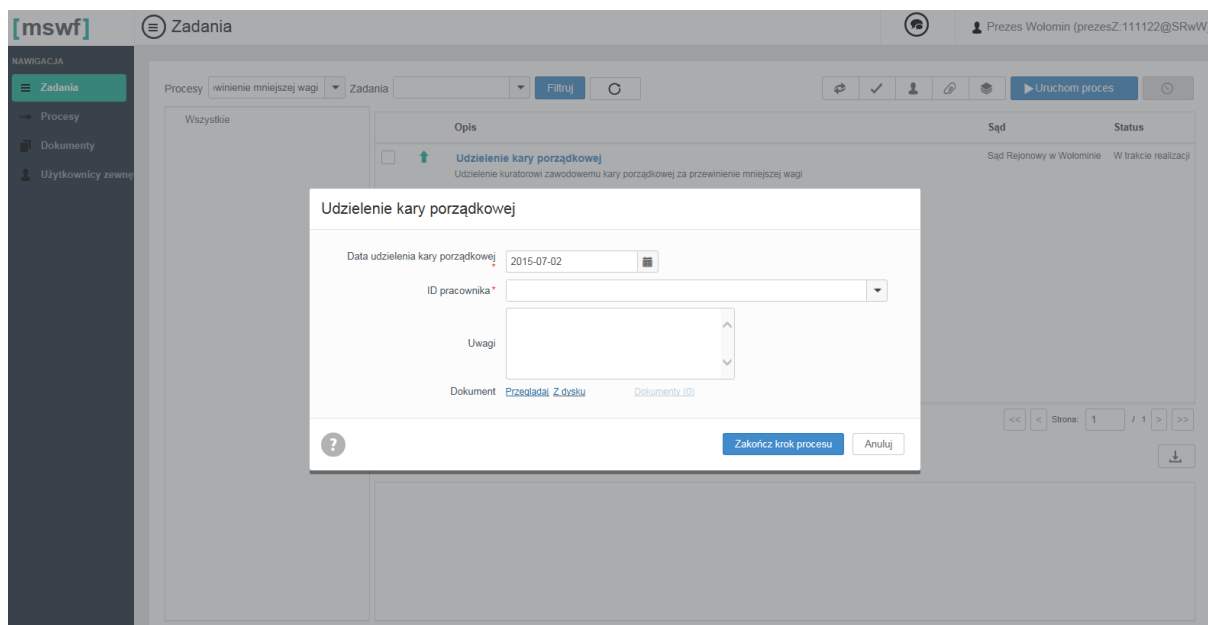 [mswf]
Zadania
Prezes Wołomin (prezesZ:111122@SRwW)
NAWIGACJA
Zadania
Procesy
Dokumenty
Użytkownicy zewnę
Procesy winienie mniejszej wagi Zadania Filtruj Uruchom proces
Wszystkie
Opis Sąd Status
Udzielenie kary porządkowej Sąd Rejonowy w Wołominie W trakcie realizacji
Udzielenie kuratorowi zawodowemu kary porządkowej za przewinienie mniejszej wagi
Udzielenie kary porządkowej
Data udzielenia kary porządkowej * 2015-07-02
ID pracownika *
Uwagi
Dokument Przeglądaj Z dysku Dokumenty (0)
<< < Strona: 1 / 1 > >>
? Zakończ krok procesu Anuluj